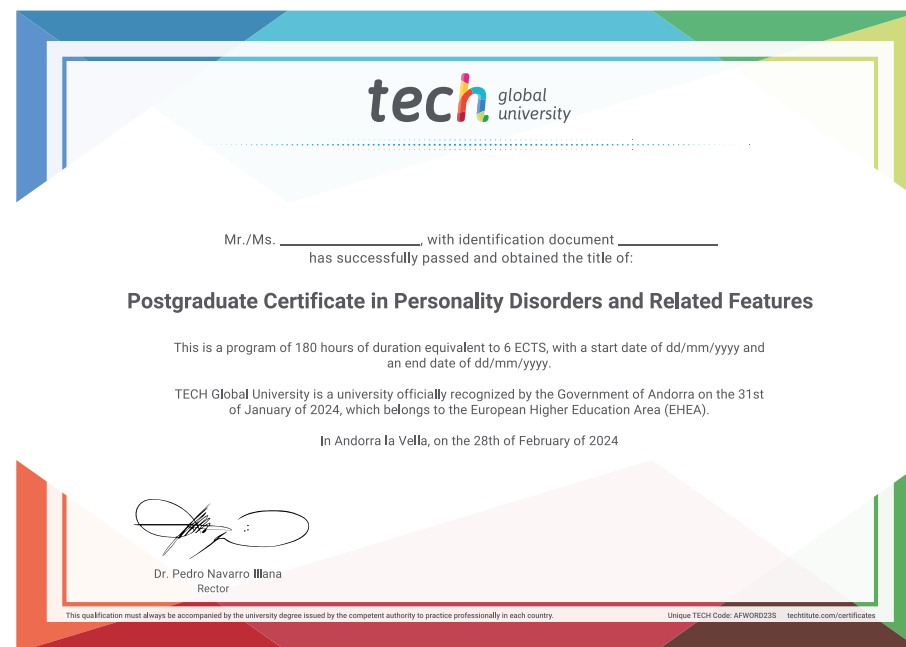 tech global
university
Mr./Ms. ____________, with identification document ____________
has successfully passed and obtained the title of:
Postgraduate Certificate in Personality Disorders and Related Features
This is a program of 180 hours of duration equivalent to 6 ECTS, with a start date of dd/mm/yyyy and
an end date of dd/mm/yyyy.
TECH Global University is a university officially recognized by the Government of Andorra on the 31st
of January of 2024, which belongs to the European Higher Education Area (EHEA).
In Andorra la Vella, on the 28th of February of 2024
Dr. Pedro Navarro Illana
Rector
This qualification must always be accompanied by the university degree issued by the competent authority to practice professionally in each country. Unique TECH Code: AFWORD23S techtitute.com/certificates